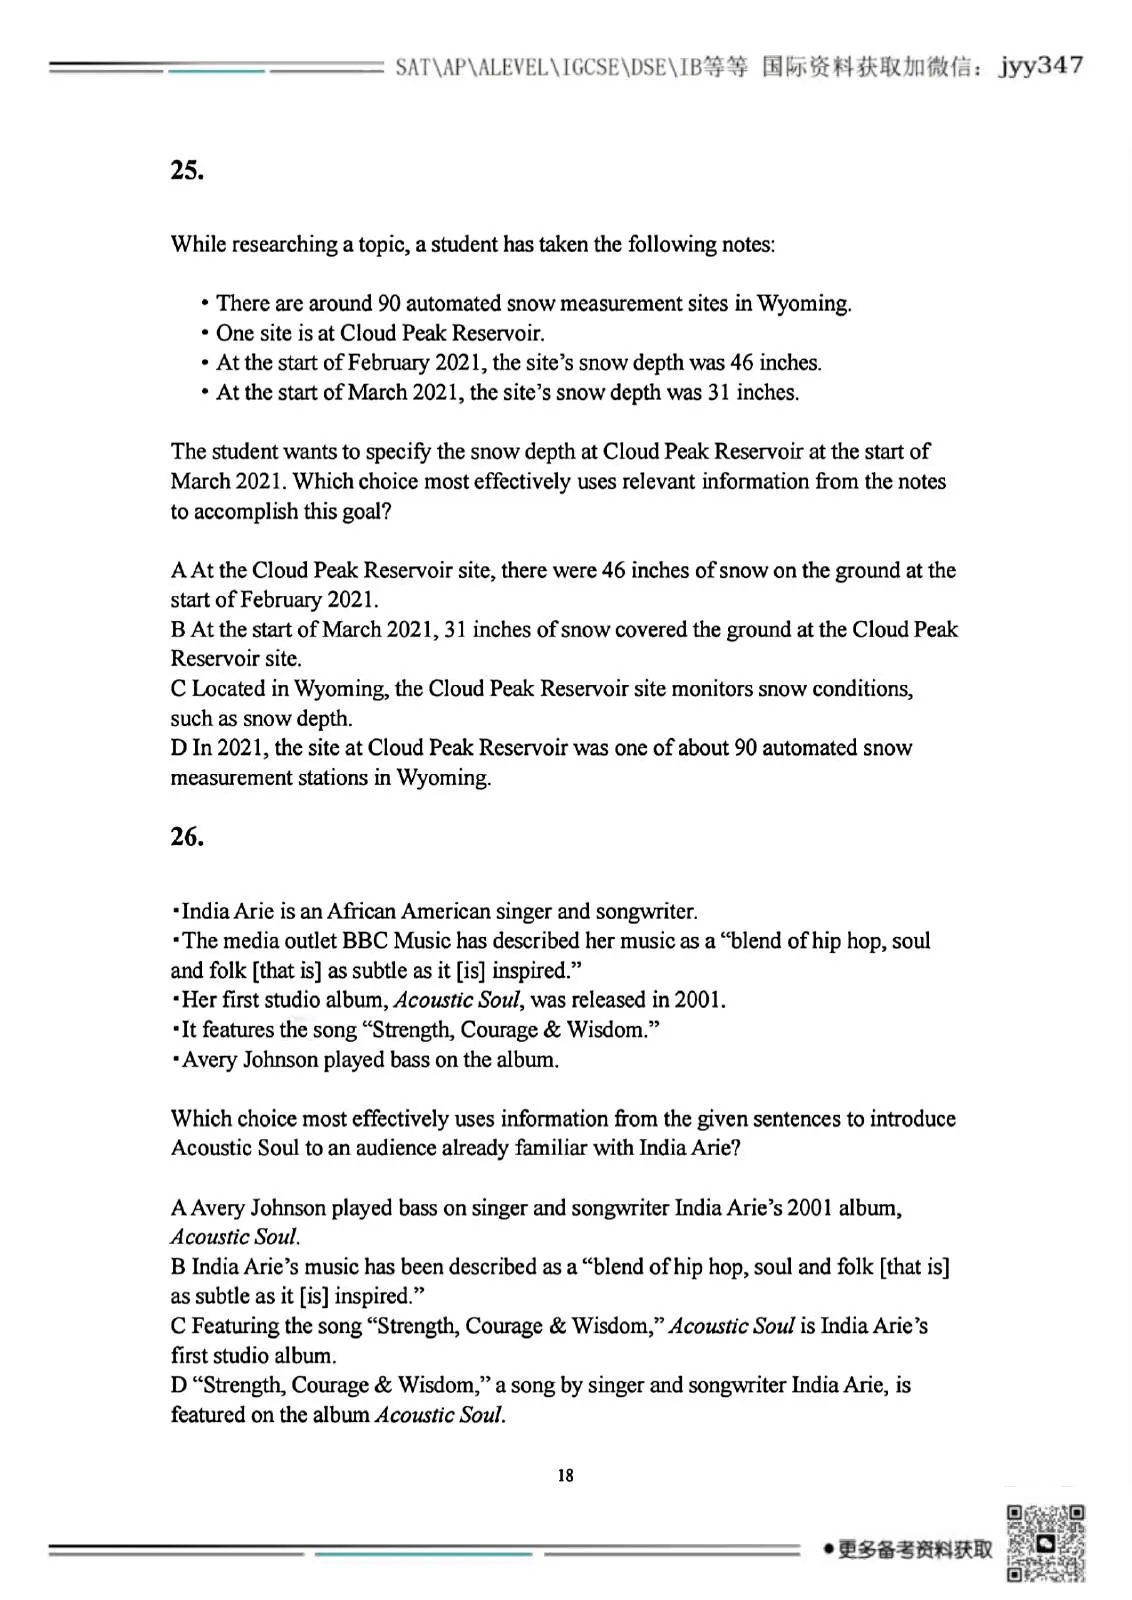 SAT\AP\ALEVEL\IGCSE\DSE\IB等等 国际资料获取加微信：jyy347
25.
While researching a topic, a student has taken the following notes:
• There are around 90 automated snow measurement sites in Wyoming.
• One site is at Cloud Peak Reservoir.
• At the start of February 2021, the site’s snow depth was 46 inches.
• At the start of March 2021, the site’s snow depth was 31 inches.
The student wants to specify the snow depth at Cloud Peak Reservoir at the start of
March 2021. Which choice most effectively uses relevant information from the notes
to accomplish this goal?
A At the Cloud Peak Reservoir site, there were 46 inches of snow on the ground at the
start of February 2021.
B At the start of March 2021, 31 inches of snow covered the ground at the Cloud Peak
Reservoir site.
C Located in Wyoming, the Cloud Peak Reservoir site monitors snow conditions,
such as snow depth.
D In 2021, the site at Cloud Peak Reservoir was one of about 90 automated snow
measurement stations in Wyoming.
26.
▪India Arie is an African American singer and songwriter.
▪The media outlet BBC Music has described her music as a “blend of hip hop, soul
and folk [that is] as subtle as it [is] inspired.”
▪Her first studio album, Acoustic Soul, was released in 2001.
▪It features the song “Strength, Courage & Wisdom.”
▪Avery Johnson played bass on the album.
Which choice most effectively uses information from the given sentences to introduce
Acoustic Soul to an audience already familiar with India Arie?
A Avery Johnson played bass on singer and songwriter India Arie’s 2001 album,
Acoustic Soul.
B India Arie’s music has been described as a “blend of hip hop, soul and folk [that is]
as subtle as it [is] inspired.”
C Featuring the song “Strength, Courage & Wisdom,” Acoustic Soul is India Arie’s
first studio album.
D “Strength, Courage & Wisdom,” a song by singer and songwriter India Arie, is
featured on the album Acoustic Soul.
18
●更多备考资料获取